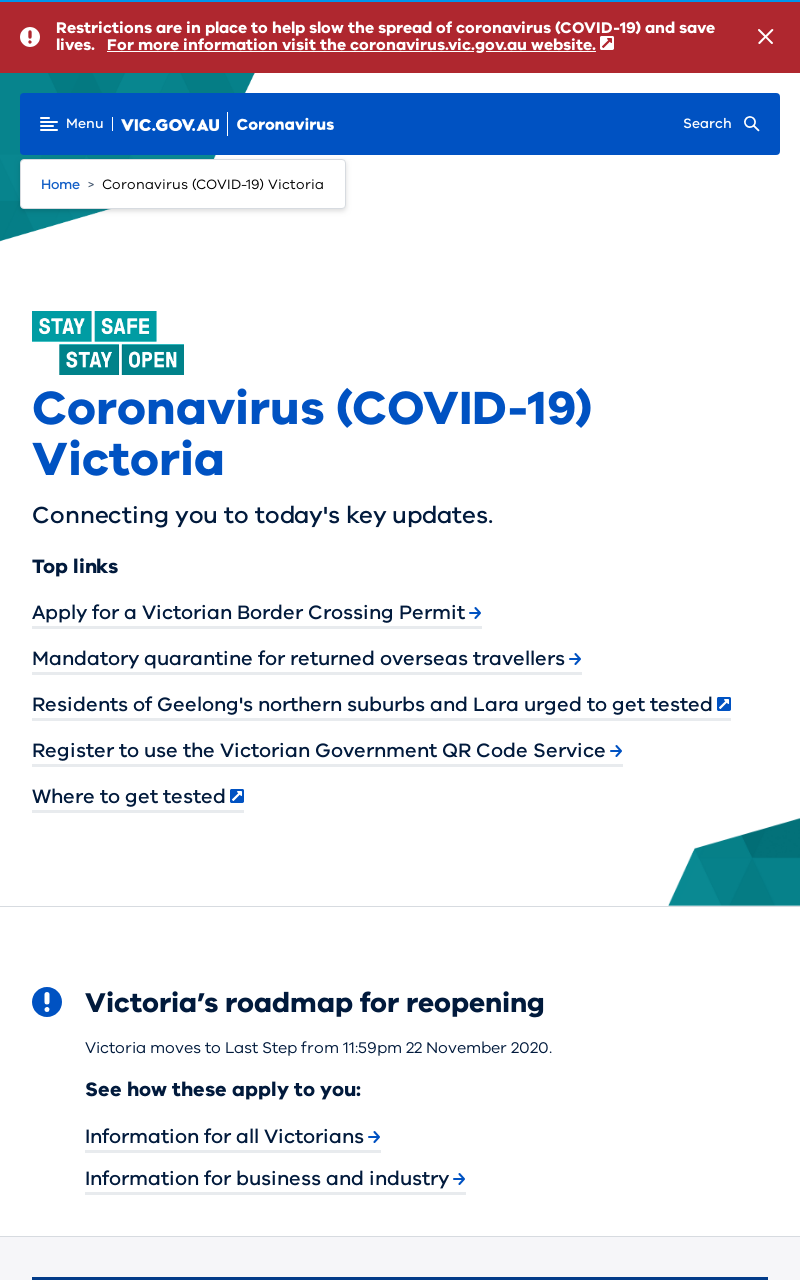 Restrictions are in place to help slow the spread of coronavirus (COVID-19) and save
lives. For more information visit the coronavirus.vic.gov.au website.
Menu VIC.GOV.AU Coronavirus Search
Home > Coronavirus (COVID-19) Victoria
STAY SAFE
STAY OPEN
Coronavirus (COVID-19)
Victoria
Connecting you to today's key updates.
Top links
Apply for a Victorian Border Crossing Permit
Mandatory quarantine for returned overseas travellers
Residents of Geelong's northern suburbs and Lara urged to get tested
Register to use the Victorian Government QR Code Service
Where to get tested
Victoria’s roadmap for reopening
Victoria moves to Last Step from 11:59pm 22 November 2020.
See how these apply to you:
Information for all Victorians
Information for business and industry